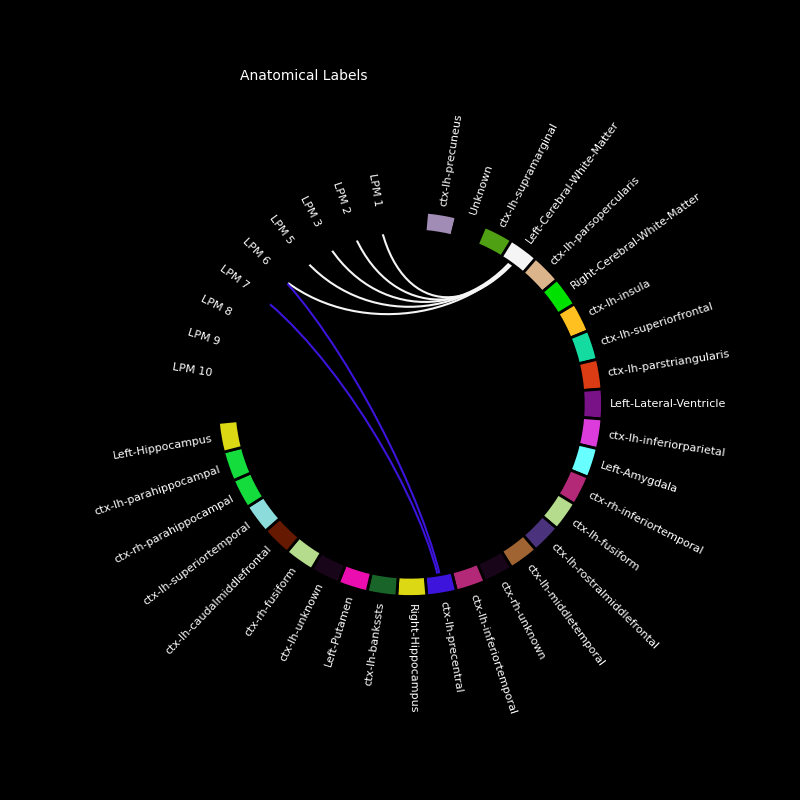 Anatomical Labels
ctx-lh-precuneus
Unknown
ctx-lh-supramarginal
Left-Cerebral-White-Matter
ctx-lh-parsopercularis
Right-Cerebral-White-Matter
ctx-lh-insula
ctx-lh-superiorfrontal
ctx-lh-parstriangularis
Left-Lateral-Ventricle
ctx-lh-inferiorparietal
Left-Amygdala
ctx-rh-inferiortemporal
ctx-lh-fusiform
ctx-lh-rostralmiddlefrontal
ctx-lh-middletemporal
ctx-rh-unknown
ctx-lh-inferiortemporal
ctx-lh-precentral
Right-Hippocampus
ctx-lh-bankssts
Left-Putamen
ctx-lh-unknown
ctx-rh-fusiform
ctx-lh-caudalmiddlefrontal
ctx-lh-superiortemporal
ctx-rh-parahippocampal
ctx-lh-parahippocampal
Left-Hippocampus
LPM 10
LPM 9
LPM 8
LPM 7
LPM 6
LPM 5
LPM 3
LPM 2
LPM 1